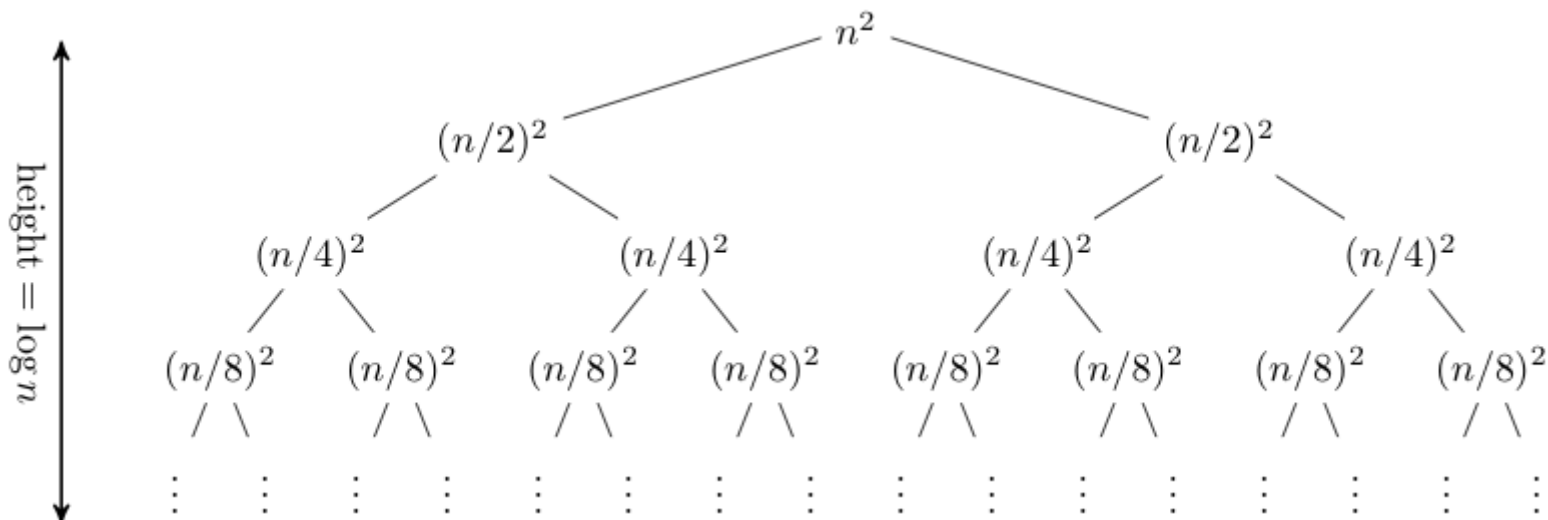 n²
(n/2)² (n/2)²
(n/4)² (n/4)² (n/4)² (n/4)²
(n/8)² (n/8)² (n/8)² (n/8)² (n/8)² (n/8)² (n/8)² (n/8)²
⋮ ⋮ ⋮ ⋮ ⋮ ⋮ ⋮ ⋮ ⋮ ⋮ ⋮ ⋮ ⋮ ⋮ ⋮ ⋮
height = log n